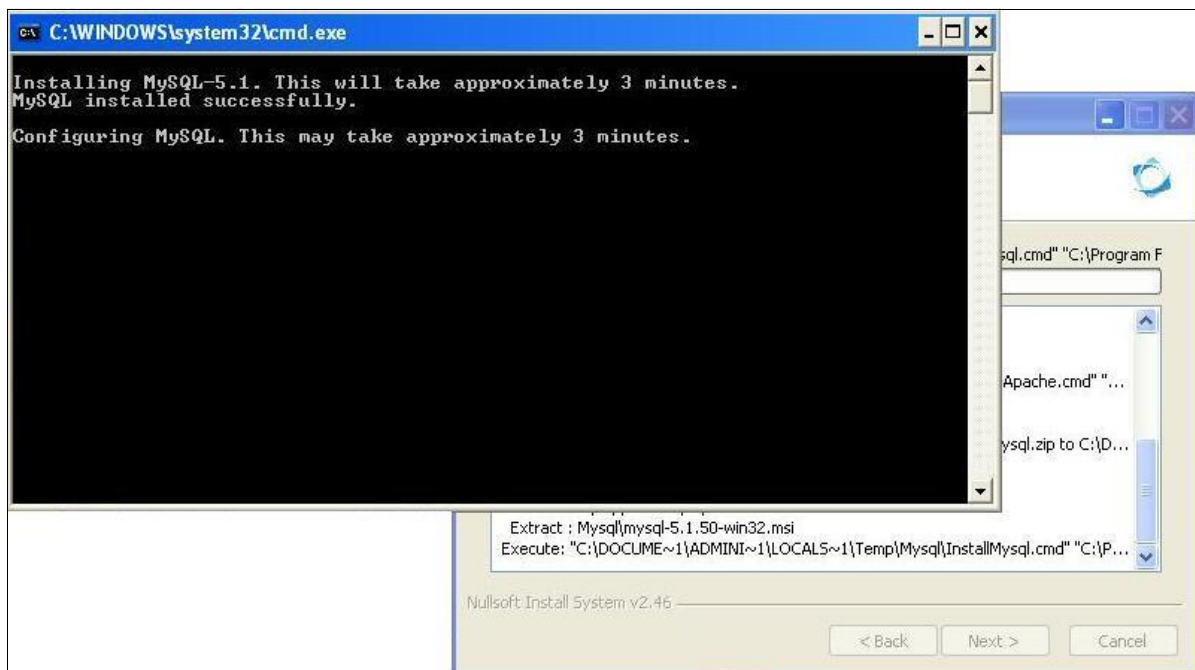 C:\WINDOWS\system32\cmd.exe
Installing MySQL-5.1. This will take approximately 3 minutes.
MySQL installed successfully.
Configuring MySQL. This may take approximately 3 minutes.
sql.cmd" "C:\Program F
Apache.cmd" "...
ysql.zip to C:\D...
Extract : Mysql\mysql-5.1.50-win32.msi
Execute: "C:\DOCUME~1\ADMINI~1\LOCALS~1\Temp\Mysql\InstallMysql.cmd" "C:\P...
Nullsoft Install System v2.46
< Back Next > Cancel